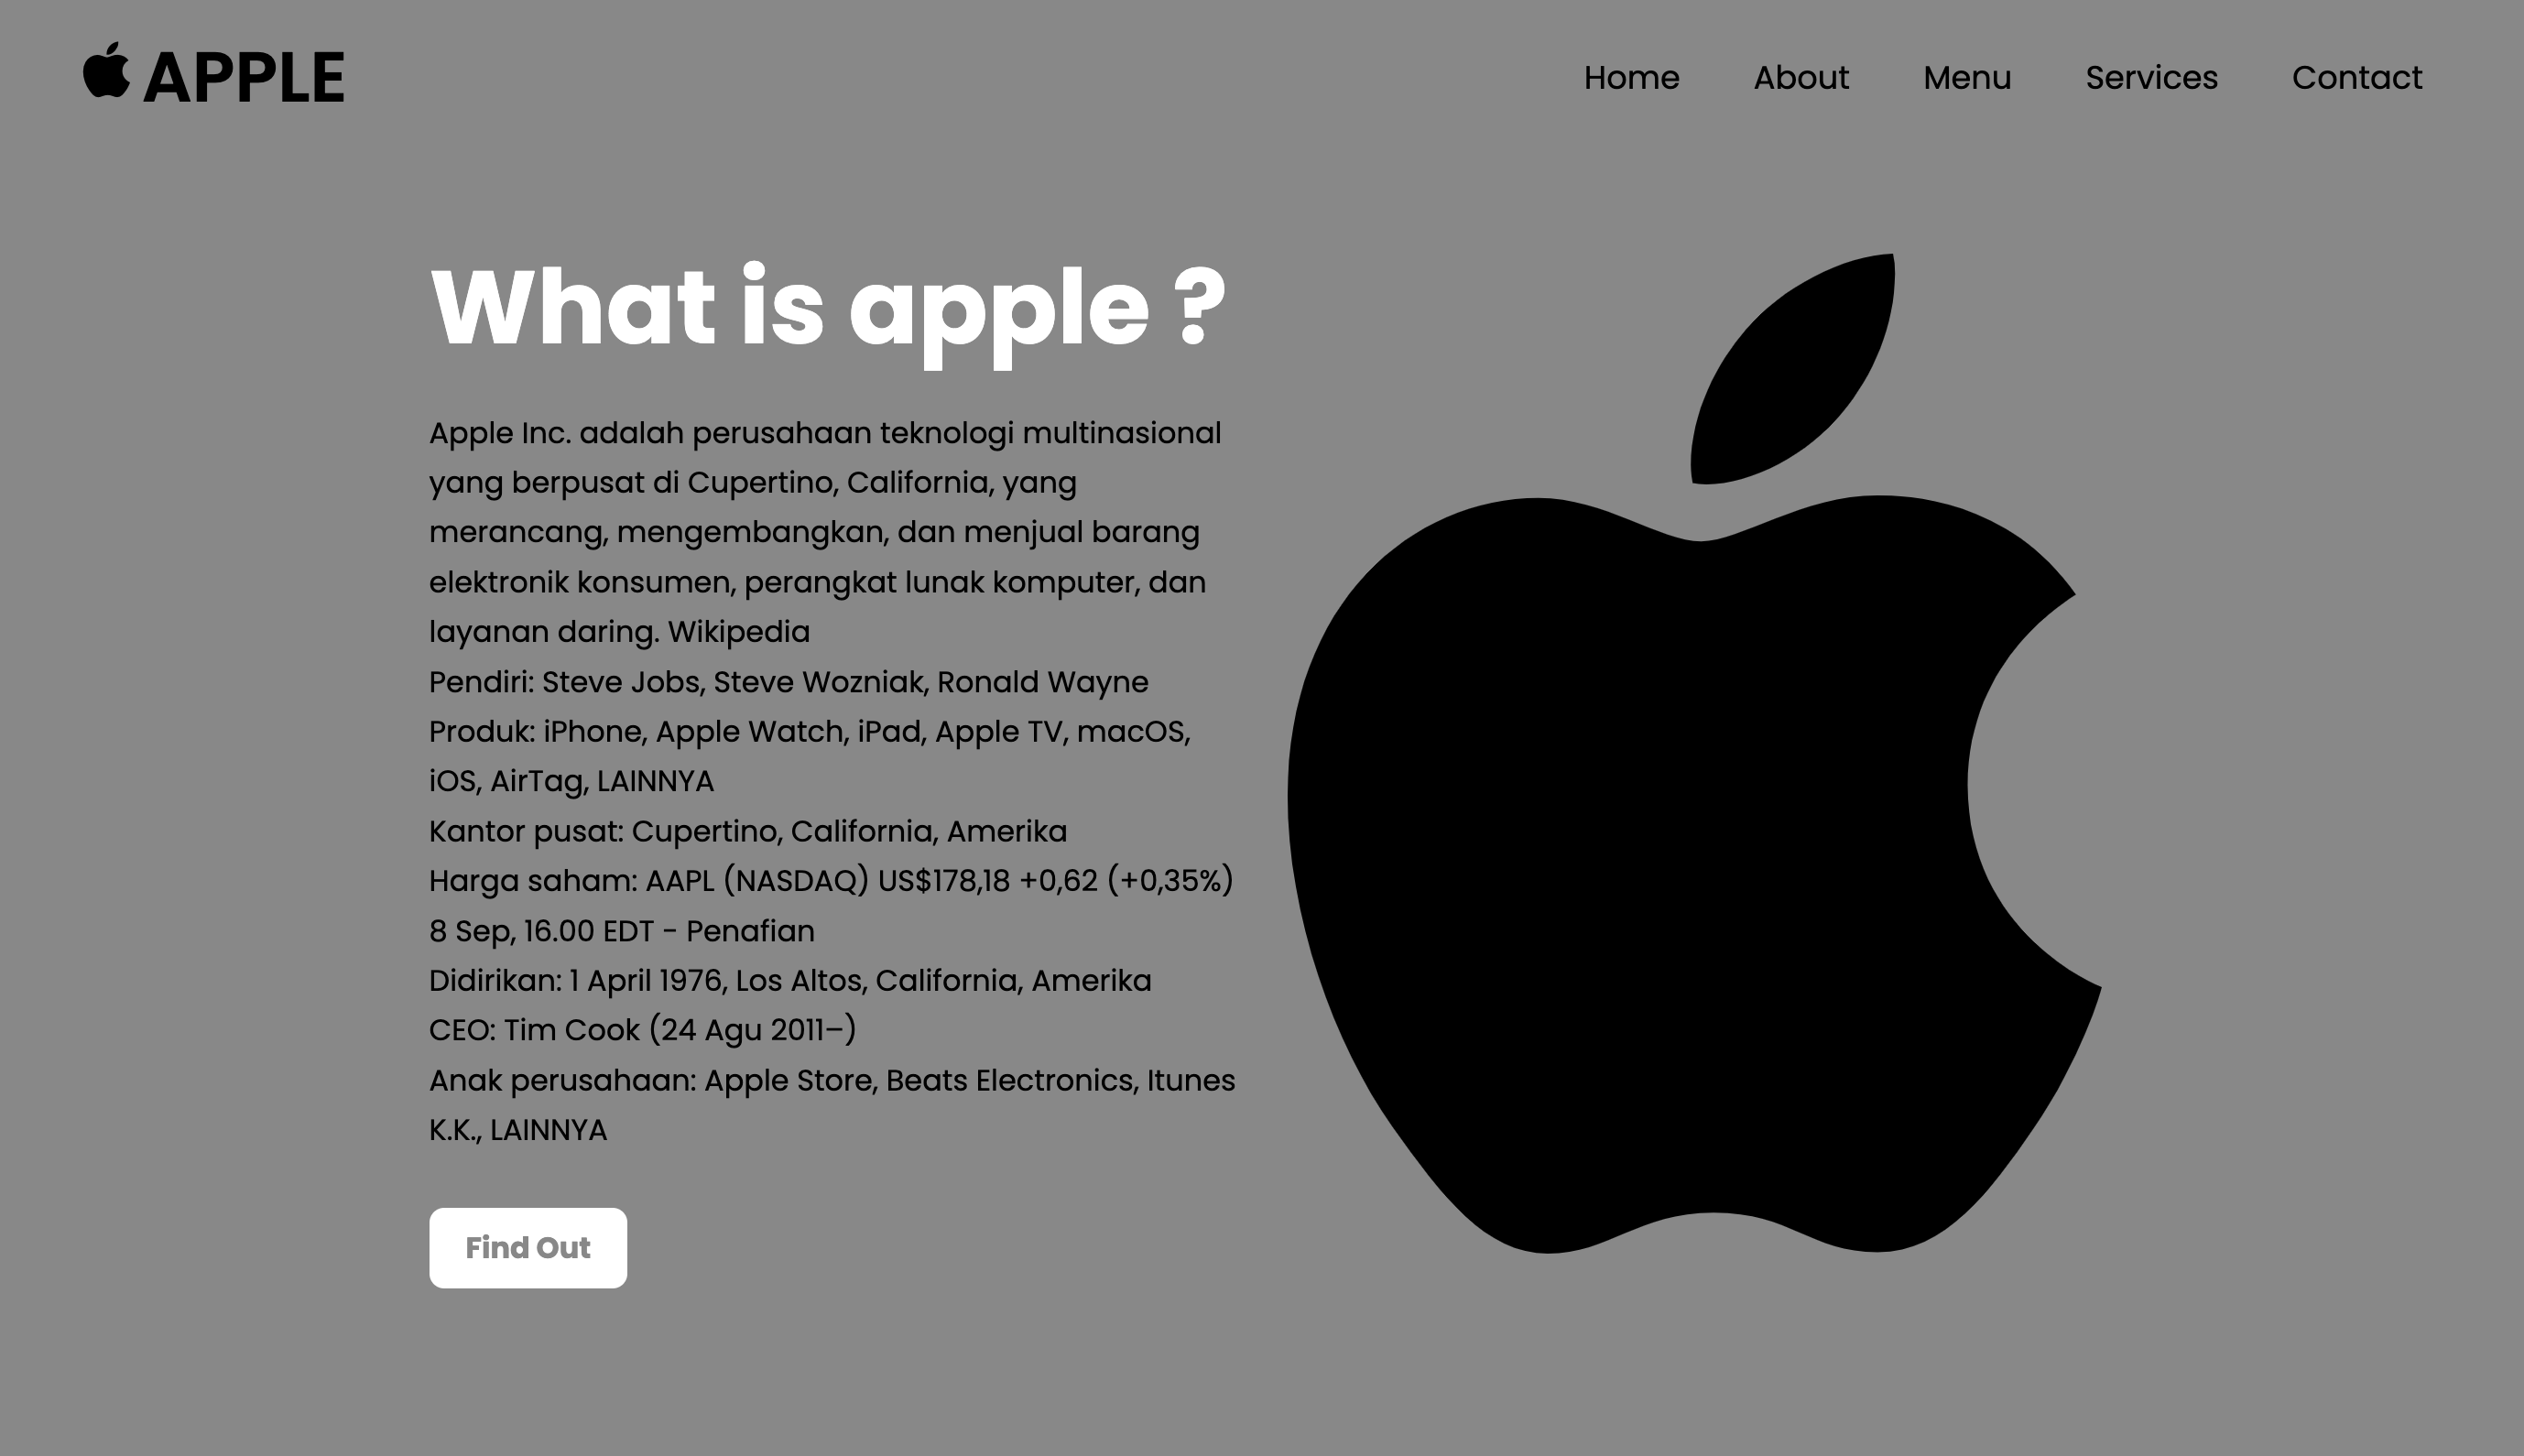 APPLE
Home About Menu Services Contact
What is apple ?
Apple Inc. adalah perusahaan teknologi multinasional
yang berpusat di Cupertino, California, yang
merancang, mengembangkan, dan menjual barang
elektronik konsumen, perangkat lunak komputer, dan
layanan daring. Wikipedia
Pendiri: Steve Jobs, Steve Wozniak, Ronald Wayne
Produk: iPhone, Apple Watch, iPad, Apple TV, macOS,
iOS, AirTag, LAINNYA
Kantor pusat: Cupertino, California, Amerika
Harga saham: AAPL (NASDAQ) US$178,18 +0,62 (+0,35%)
8 Sep, 16.00 EDT - Penafian
Didirikan: 1 April 1976, Los Altos, California, Amerika
CEO: Tim Cook (24 Agu 2011–)
Anak perusahaan: Apple Store, Beats Electronics, Itunes
K.K., LAINNYA
Find Out